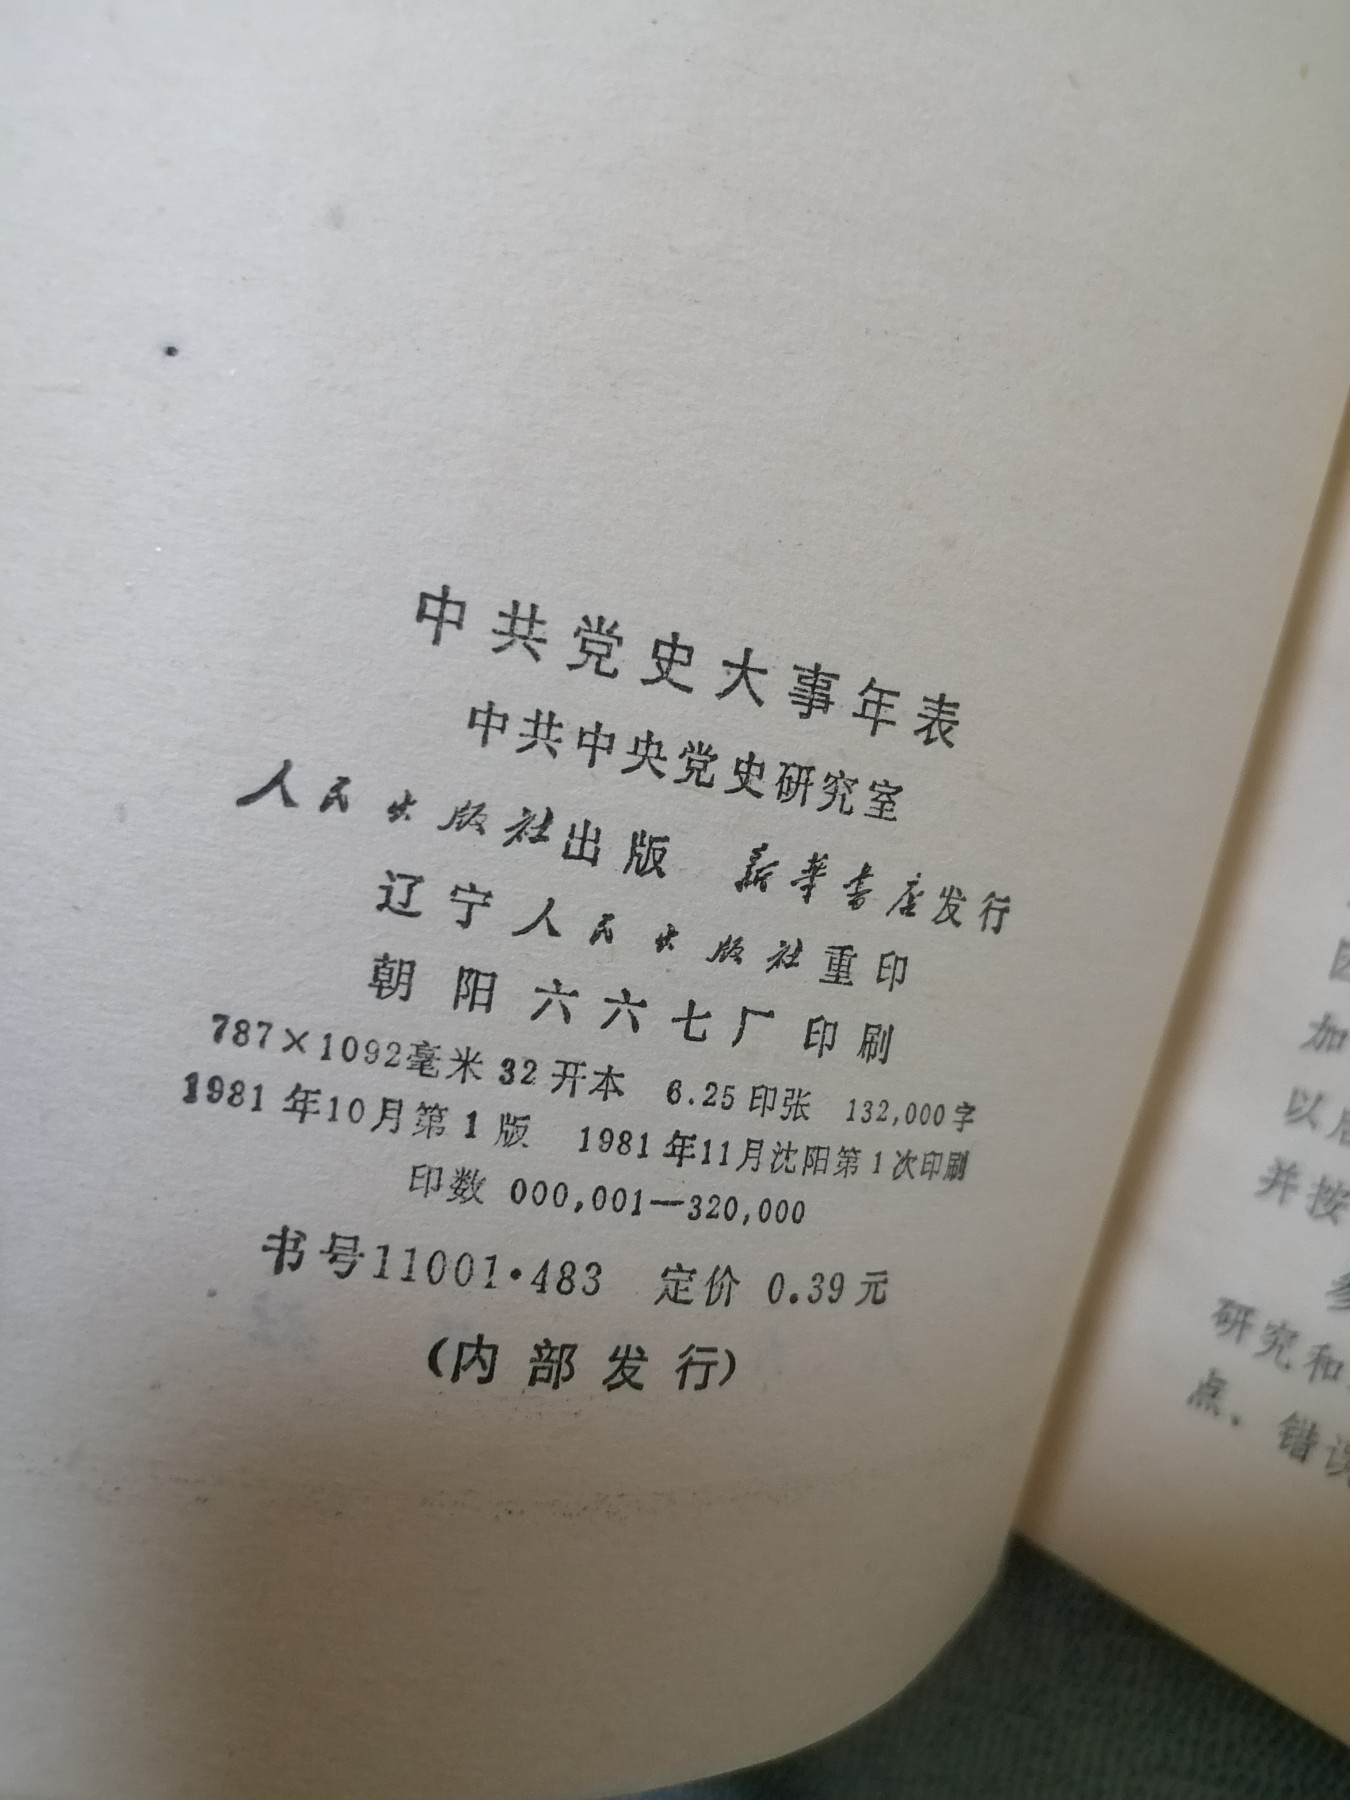 中共党史大事年表
中共中央党史研究室
人民出版社出版 新华书店发行
辽宁人民出版社重印
朝阳六六七厂印刷
787×1092毫米 32开本 6.25印张 132,000字
1981年10月第1版 1981年11月沈阳第1次印刷
印数 000,001—320,000
书号11001·483 定价 0.39元
(内部发行)
加
以后
并按
研究和
点、错误